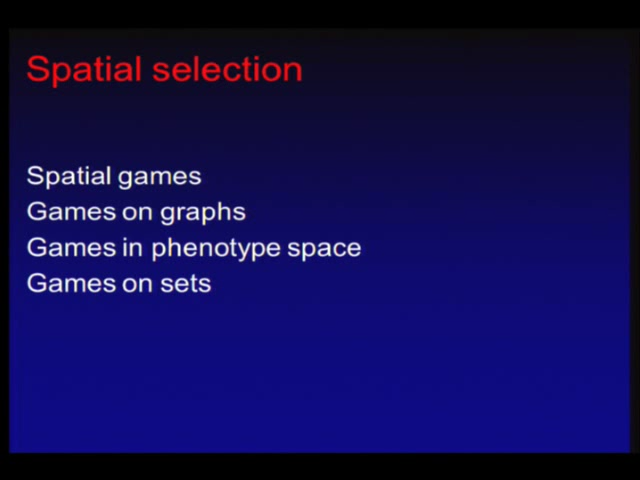 Spatial selection
Spatial games
Games on graphs
Games in phenotype space
Games on sets